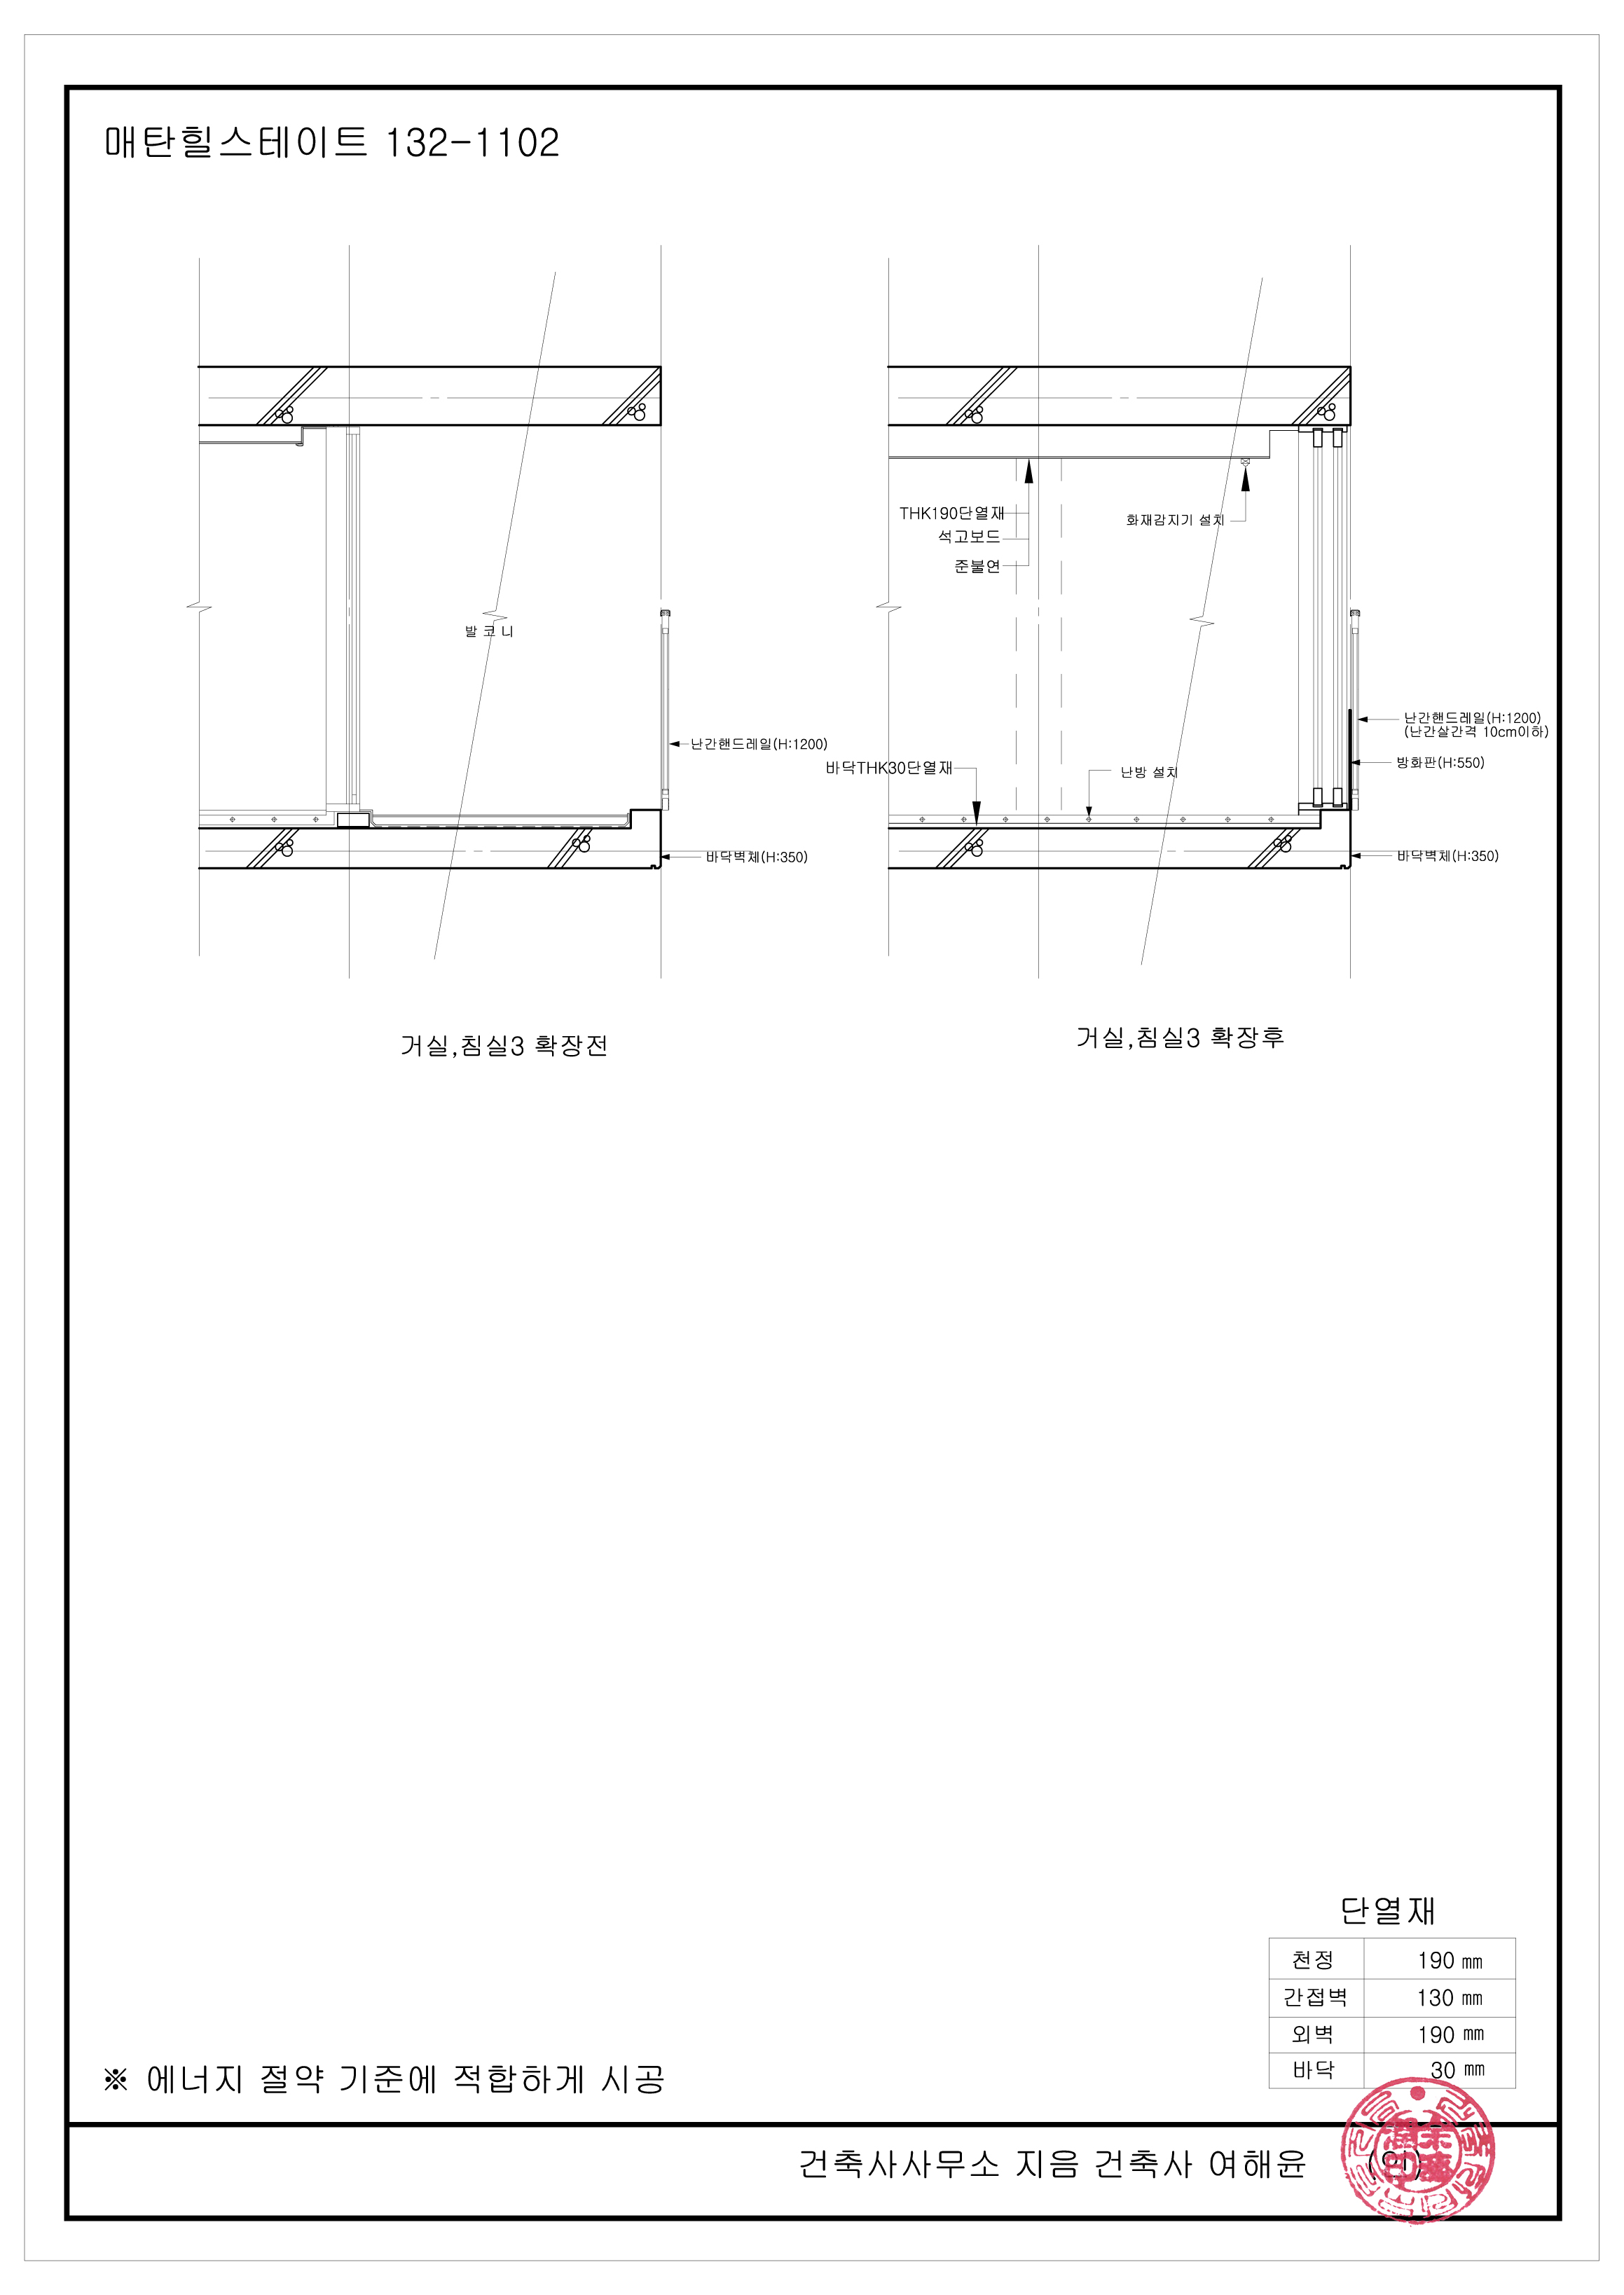 매탄힐스테이트 132-1102
발 코 니
난간핸드레일(H:1200)
바닥벽체(H:350)
거실,침실3 확장전
THK190단열재
석고보드
준불연
화재감지기 설치
바닥THK30단열재
난방 설치
난간핸드레일(H:1200)
(난간살간격 10cm이하)
방화판(H:550)
바닥벽체(H:350)
거실,침실3 확장후
단열재
천정 190 ㎜
간접벽 130 ㎜
외벽 190 ㎜
바닥 30 ㎜
※ 에너지 절약 기준에 적합하게 시공
건축사사무소 지음 건축사 여해윤 (인)